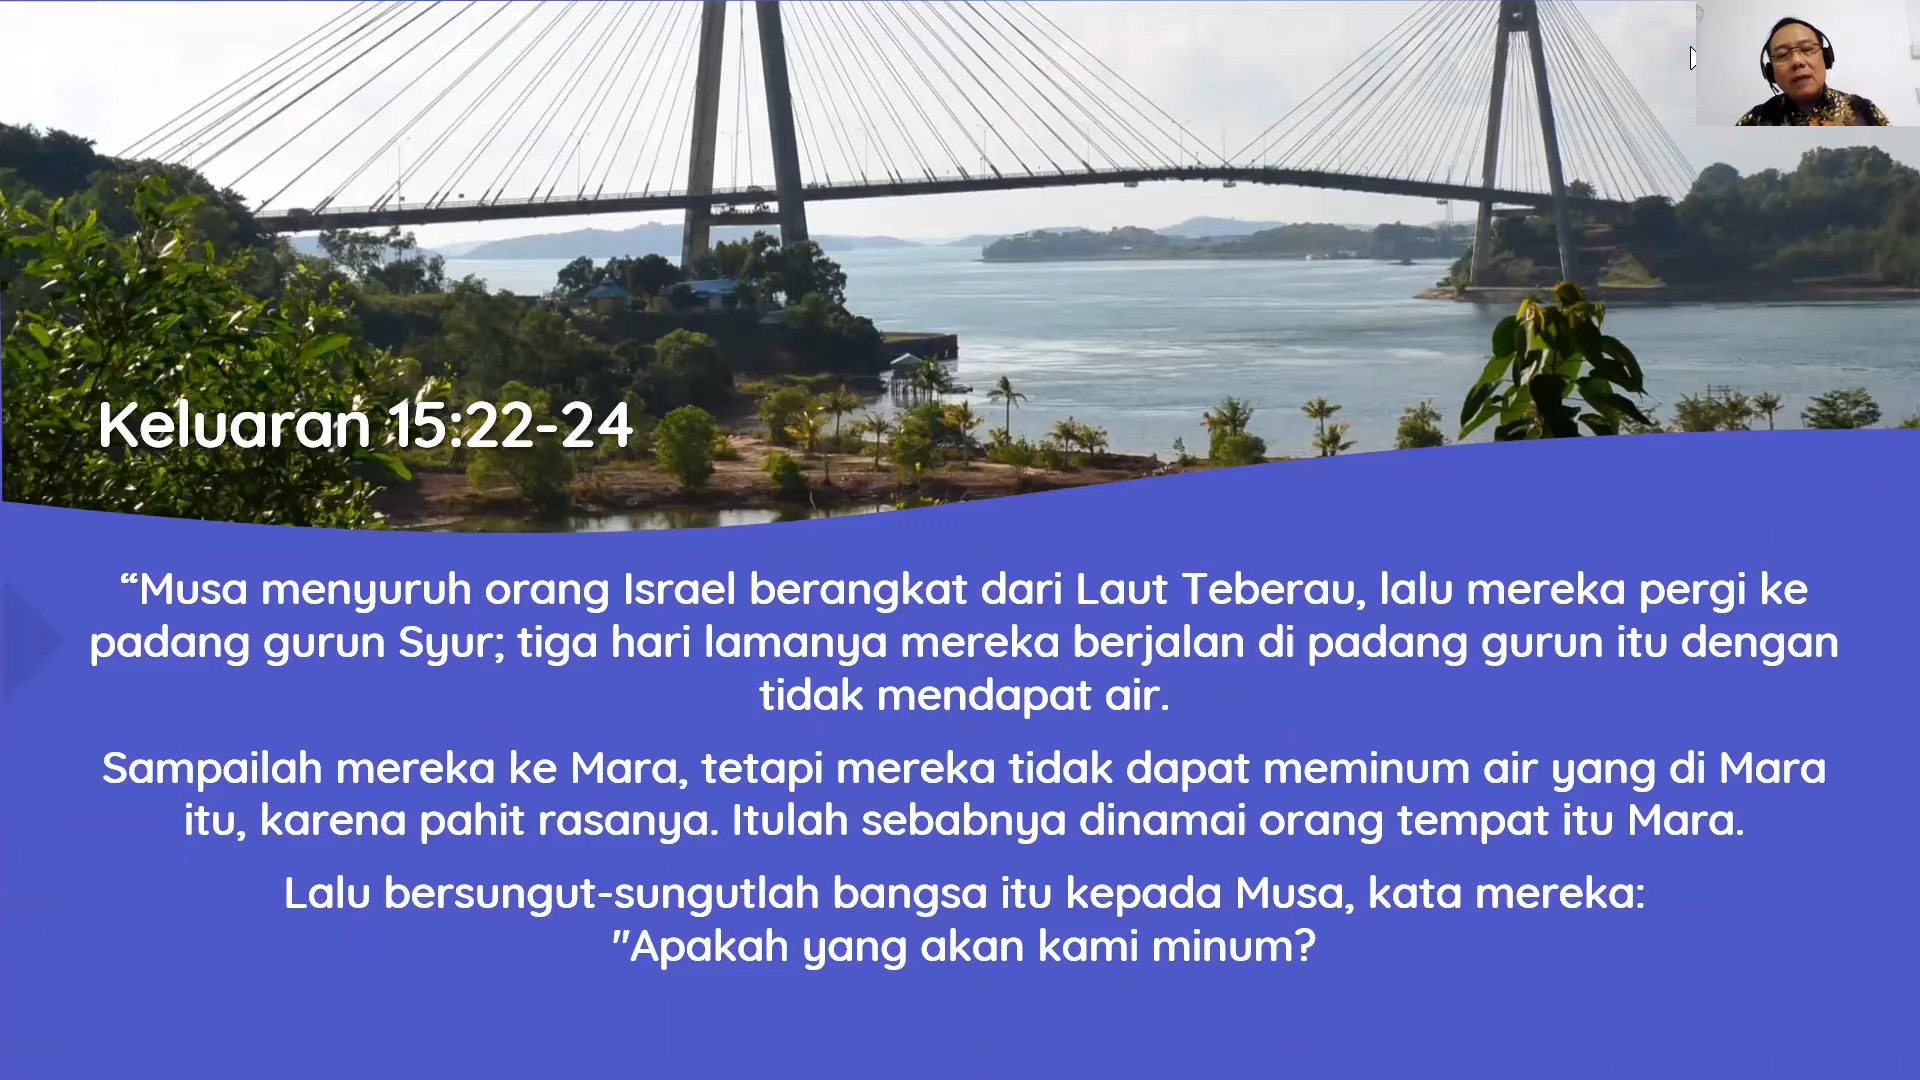 Keluaran 15:22-24
“Musa menyuruh orang Israel berangkat dari Laut Teberau, lalu mereka pergi ke
padang gurun Syur; tiga hari lamanya mereka berjalan di padang gurun itu dengan
tidak mendapat air.
Sampailah mereka ke Mara, tetapi mereka tidak dapat meminum air yang di Mara
itu, karena pahit rasanya. Itulah sebabnya dinamai orang tempat itu Mara.
Lalu bersungut-sungutlah bangsa itu kepada Musa, kata mereka:
"Apakah yang akan kami minum?